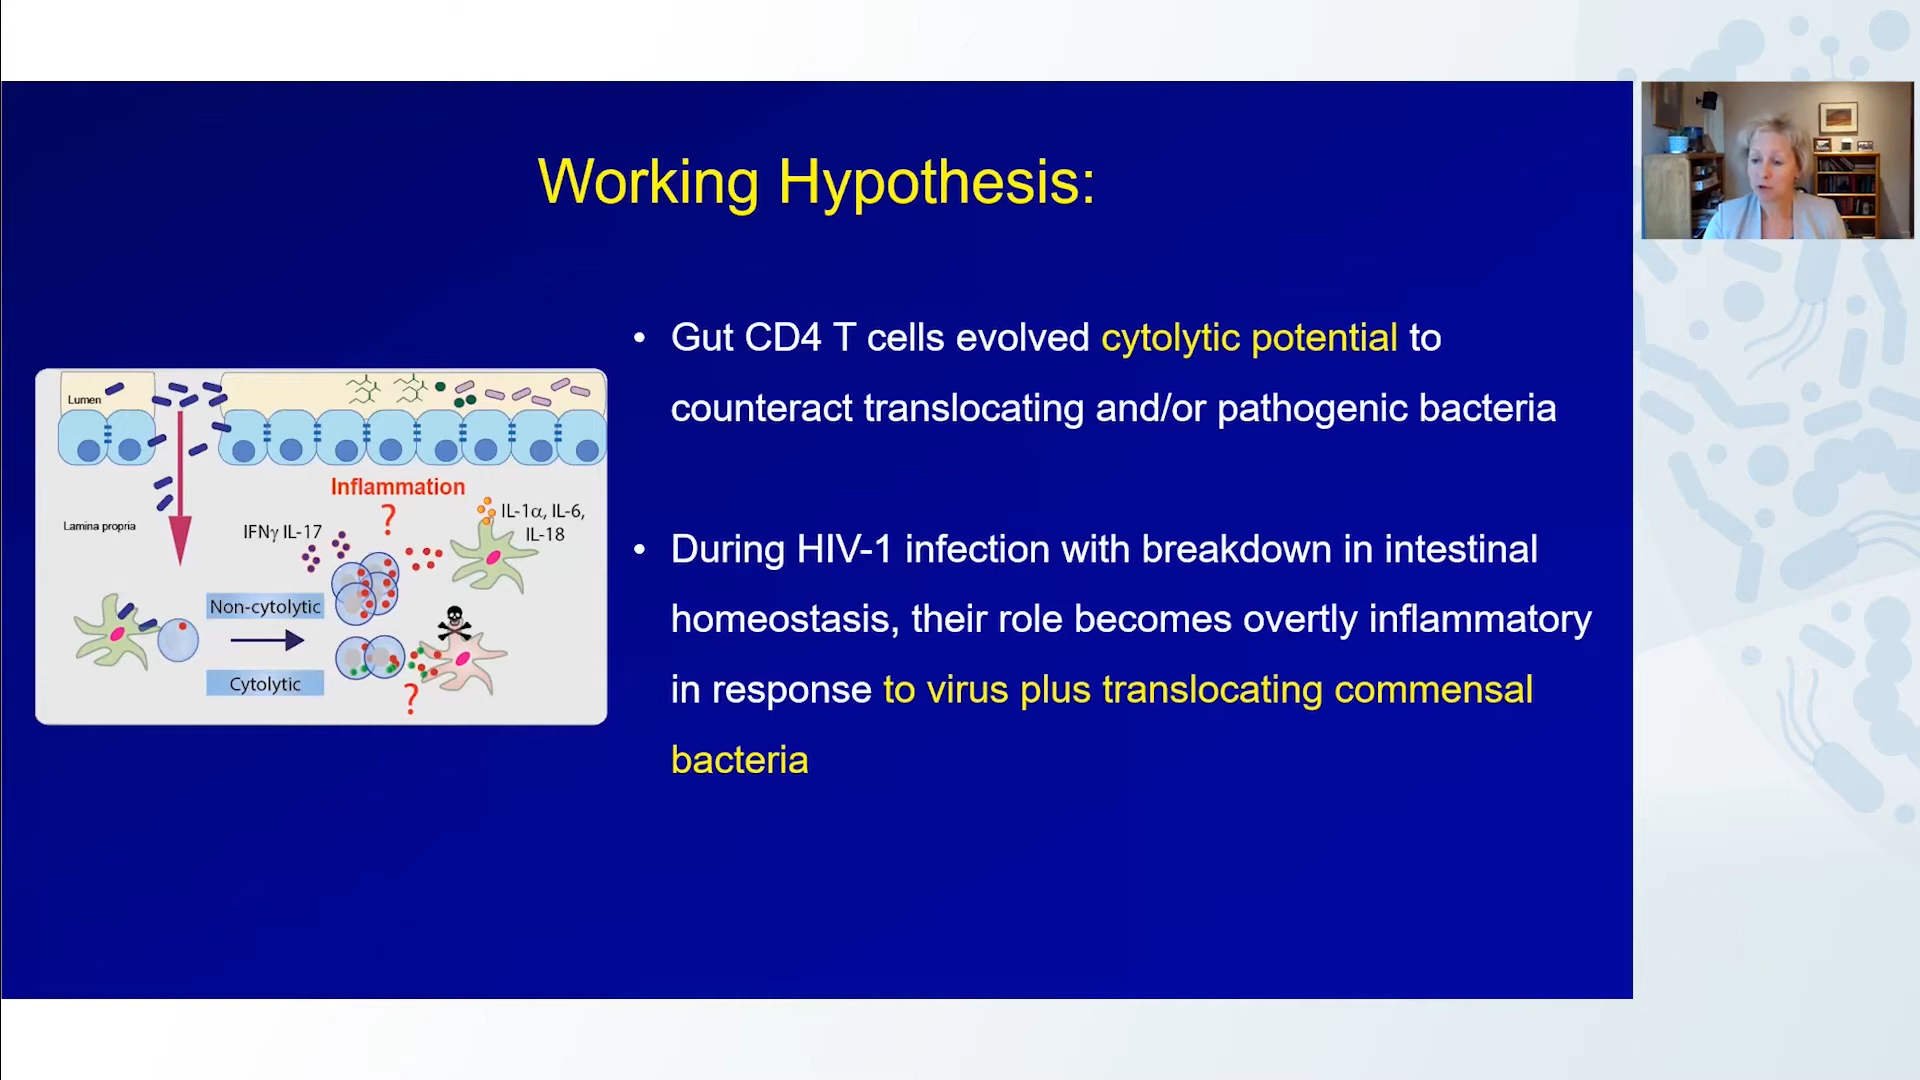 Working Hypothesis:
• Gut CD4 T cells evolved cytolytic potential to
counteract translocating and/or pathogenic bacteria
• During HIV-1 infection with breakdown in intestinal
homeostasis, their role becomes overtly inflammatory
in response to virus plus translocating commensal
bacteria
Lumen
Inflammation
?
IL-1α, IL-6,
IL-18
Lamina propria
IFNγ IL-17
Non-cytolytic
Cytolytic
?